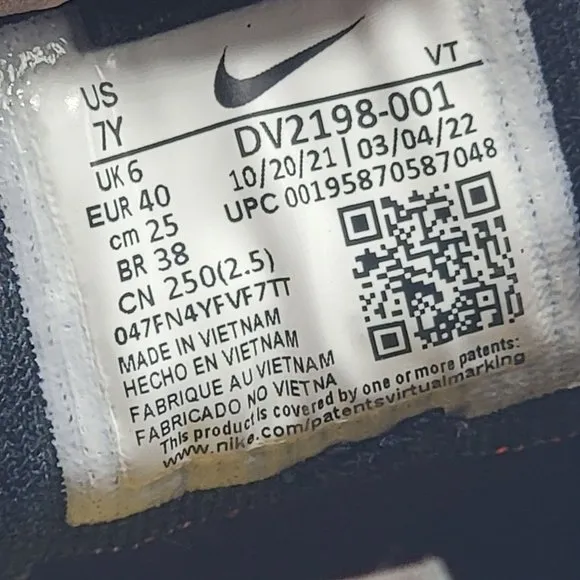 US
7Y
VT
UK 6
EUR 40
cm 25
BR 38
CN 250(2.5)
DV2198-001
10/20/21 | 03/04/22
UPC 00195870587048
047FN4YFVF7TT
MADE IN VIETNAM
HECHO EN VIETNAM
FABRIQUE AU VIETNAM
FABRICADO NO VIETNA
This product is covered by one or more patents:
www.nike.com/patentsvirtualmarking